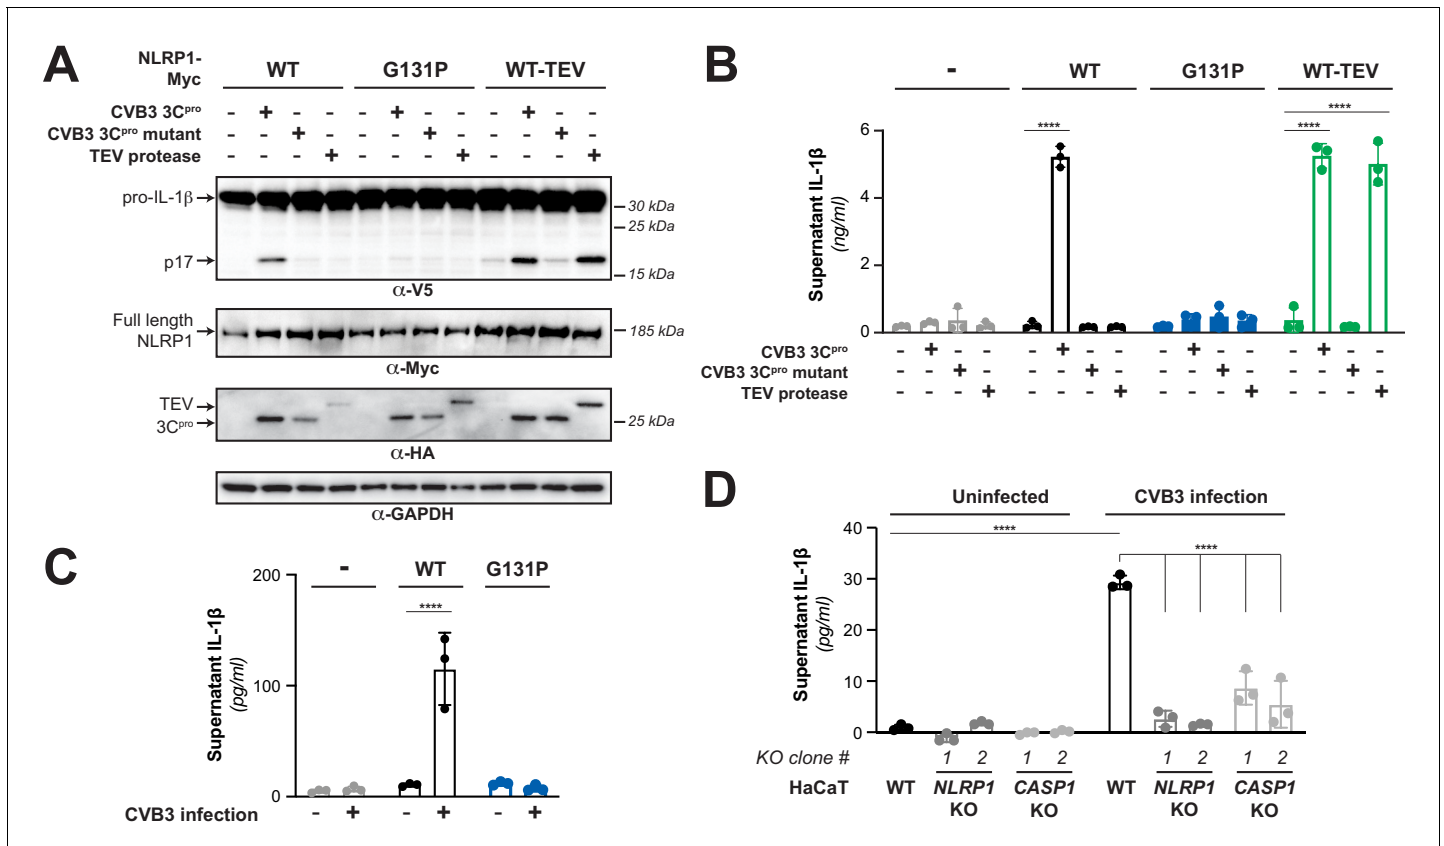 A
NLRP1-
Myc
WT G131P WT-TEV
CVB3 3Cpro - + - - - + - - - + - -
CVB3 3Cpro mutant - - + - - - + - - - + -
TEV protease - - - + - - - + - - - +
pro-IL-1β
30 kDa
25 kDa
p17
15 kDa
α-V5
Full length
NLRP1
185 kDa
α-Myc
TEV
3Cpro
25 kDa
α-HA
α-GAPDH
B
- WT G131P WT-TEV
****
**** ****
Supernatant IL-1β
(ng/ml)
6
4
2
0
CVB3 3Cpro - + - - - + - - - + - - - + - -
CVB3 3Cpro mutant - - + - - - + - - - + - - - + -
TEV protease - - - + - - - + - - - + - - - +
C
- WT G131P
****
Supernatant IL-1β
(pg/ml)
200
100
0
CVB3 infection - + - + - +
D
Uninfected CVB3 infection
****
****
Supernatant IL-1β
(pg/ml)
40
30
20
10
0
KO clone # 1 2 1 2 1 2 1 2
HaCaT WT NLRP1 CASP1 WT NLRP1 CASP1
KO KO KO KO